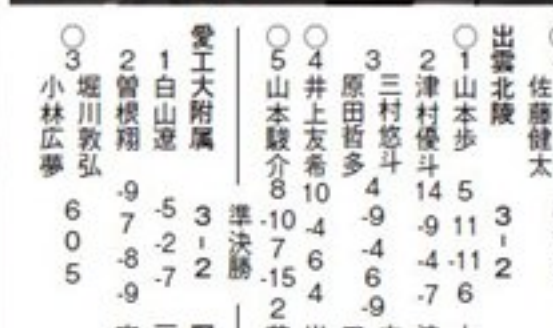 佐藤健太
出雲北陵 3-2
○1山本歩 5 11 -11 6
2津村優斗 14 -9 -4 -7
3三村悠斗
原田哲多 4 -9 -4 6 -9
○4井上友希 10 -4 6 4
○5山本駿介 8 -10 7 -15 2
準決勝
愛工大附属 3-2
1白山遼 -5 -2 -7
2曽根翔 -9 7 -8 -9
○3堀川敦弘
小林広夢 6 0 5